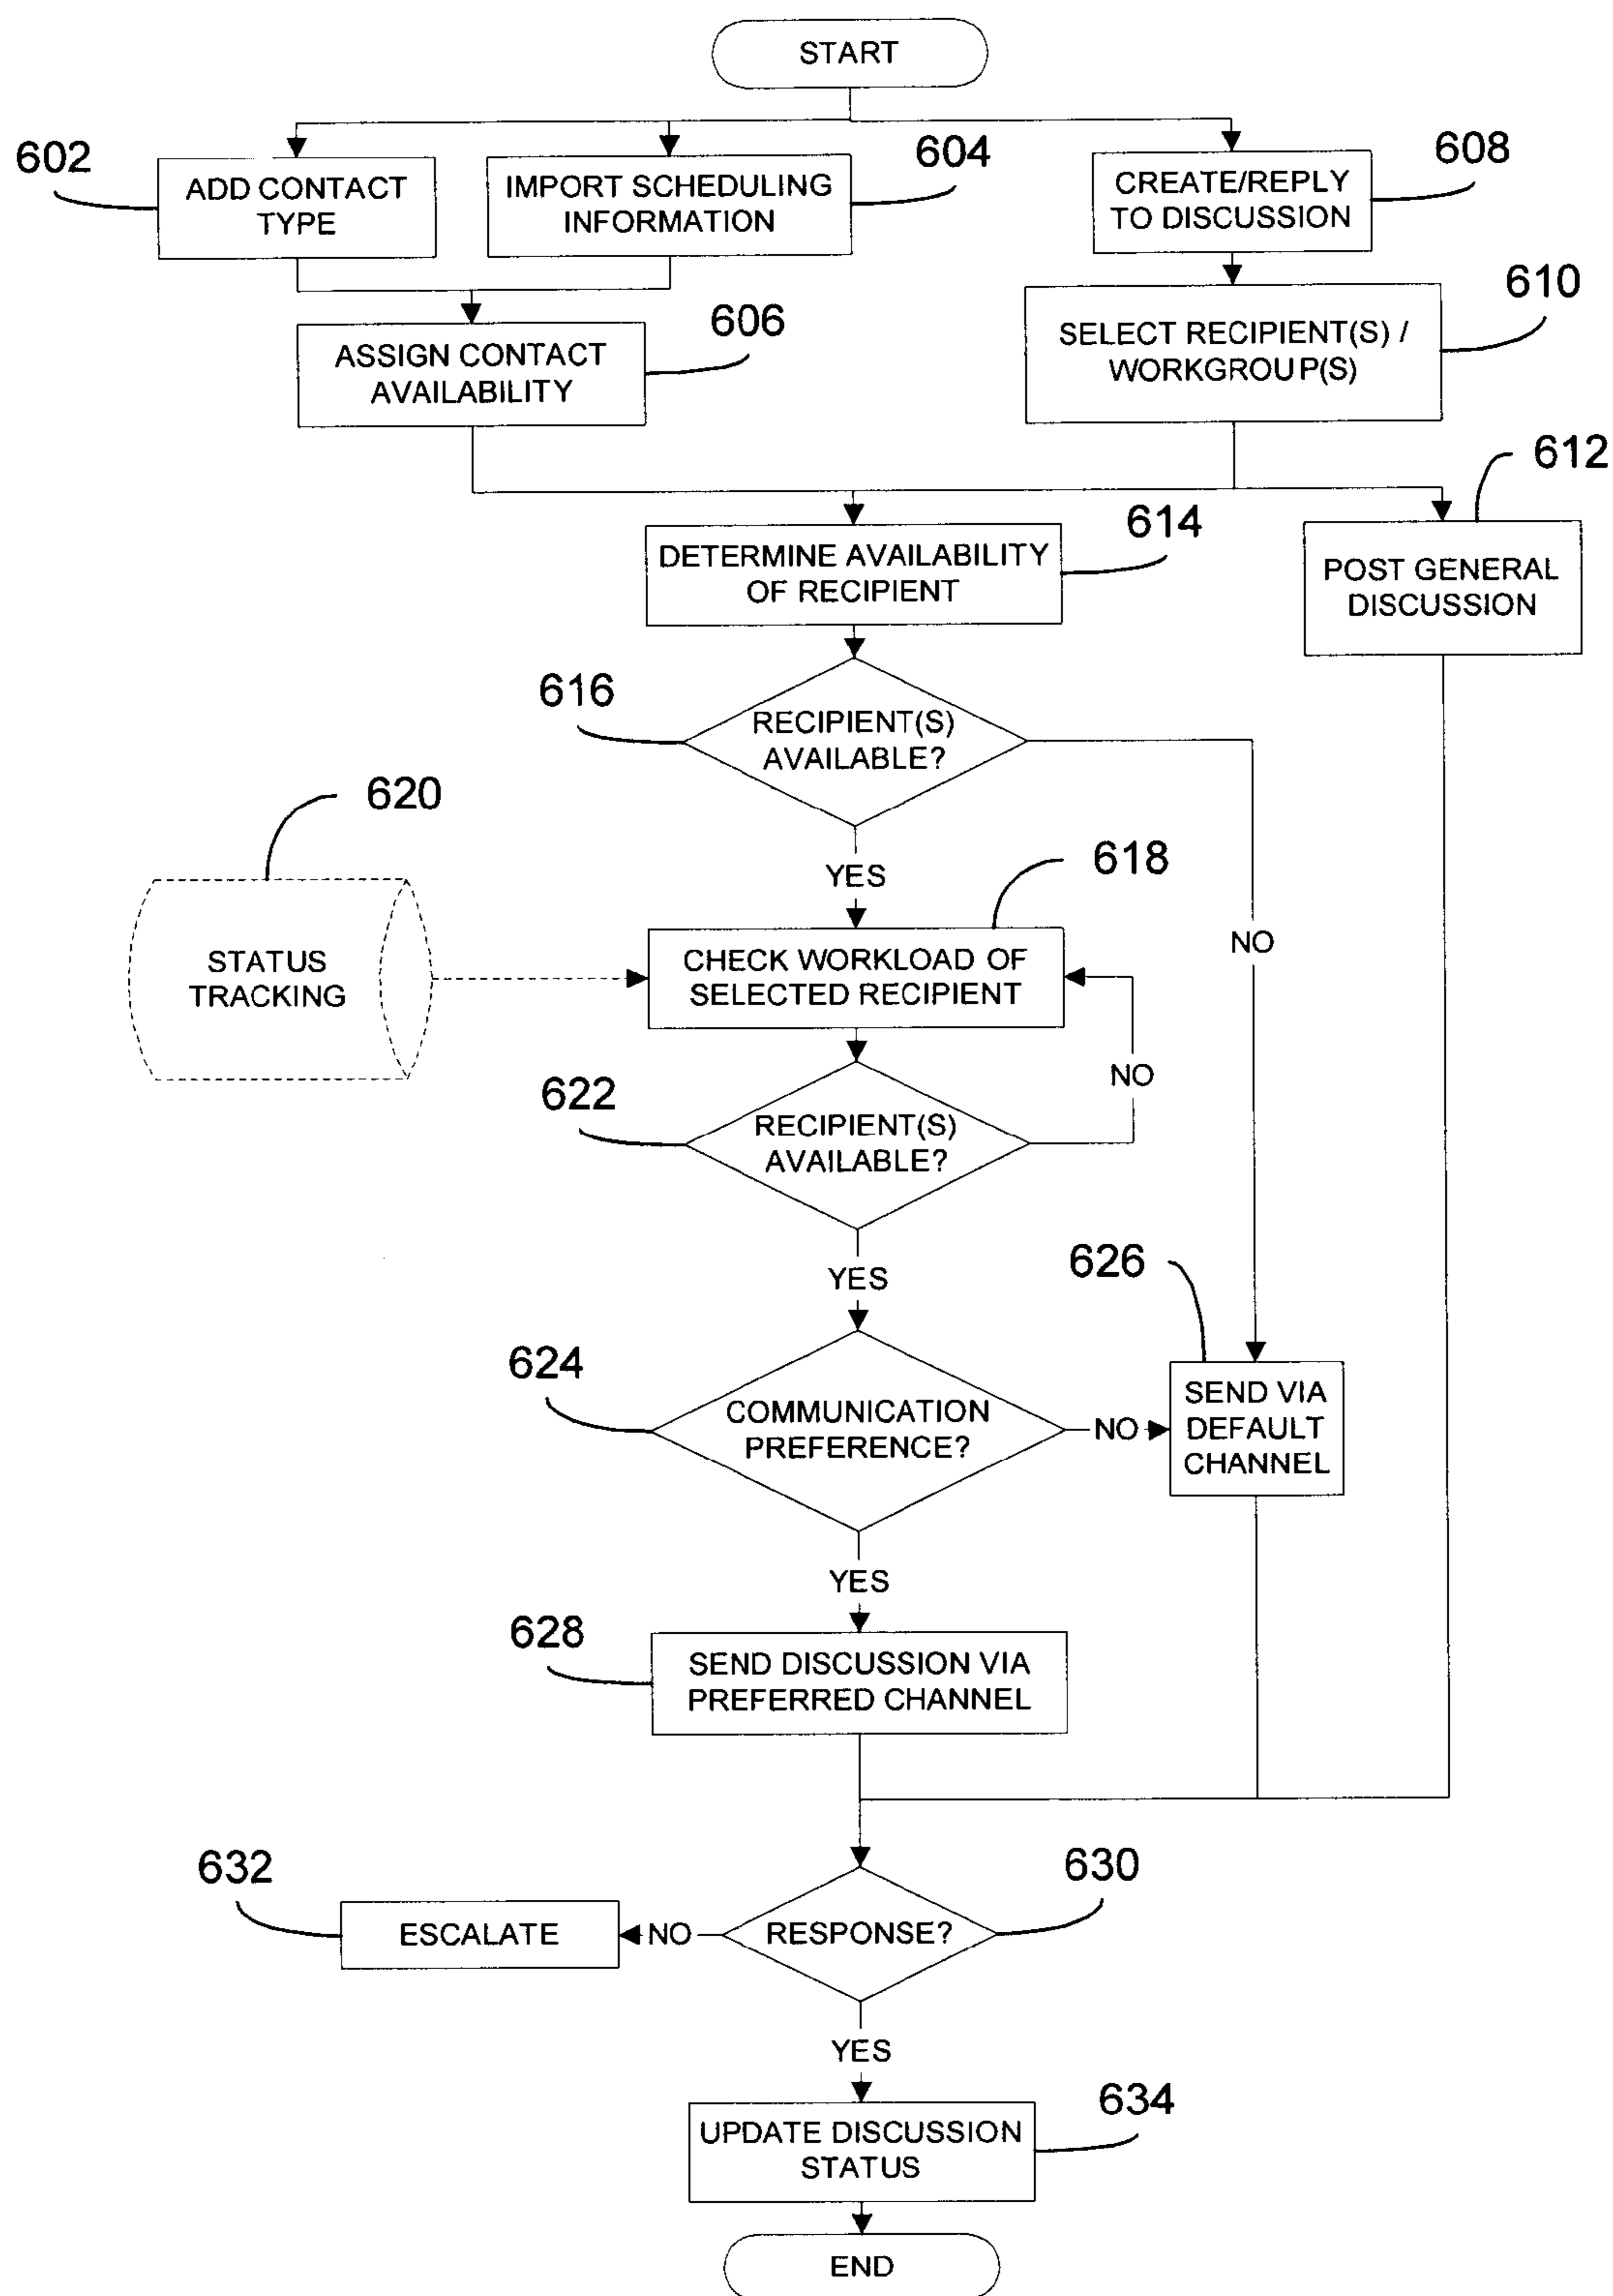 START
602
604
608
ADD CONTACT
TYPE
IMPORT SCHEDULING
INFORMATION
CREATE/REPLY
TO DISCUSSION
606
610
ASSIGN CONTACT
AVAILABILITY
SELECT RECIPIENT(S) /
WORKGROUP(S)
612
614
DETERMINE AVAILABILITY
OF RECIPIENT
POST GENERAL
DISCUSSION
616
RECIPIENT(S)
AVAILABLE?
620
YES
618
NO
STATUS
TRACKING
CHECK WORKLOAD OF
SELECTED RECIPIENT
NO
622
RECIPIENT(S)
AVAILABLE?
YES
626
624
COMMUNICATION
PREFERENCE?
NO
SEND VIA
DEFAULT
CHANNEL
YES
628
SEND DISCUSSION VIA
PREFERRED CHANNEL
632
630
ESCALATE
NO
RESPONSE?
YES
634
UPDATE DISCUSSION
STATUS
END